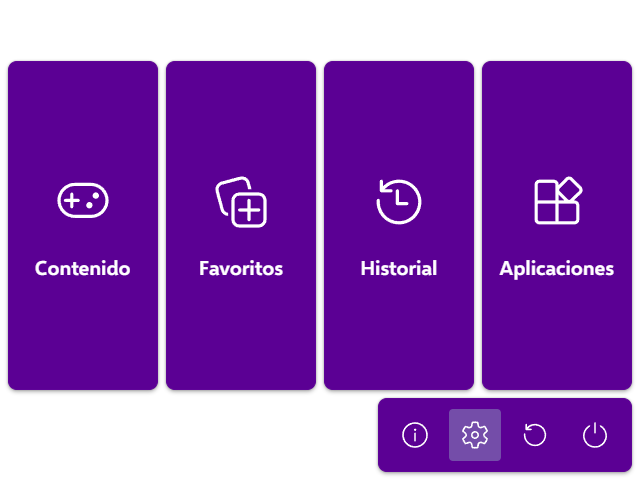 Contenido
Favoritos
Historial
Aplicaciones